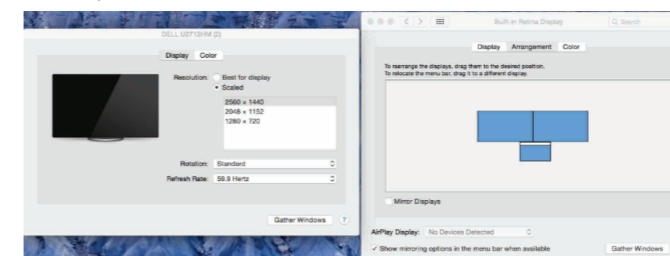 DELL U2713HM (2)
Display Color
Resolution: Best for display
Scaled
2560 × 1440
2048 × 1152
1280 × 720
Rotation: Standard
Refresh Rate: 59.9 Hertz
Gather Windows ?
Built-in Retina Display
Search
Display Arrangement Color
To rearrange the displays, drag them to the desired position.
To relocate the menu bar, drag it to a different display.
Mirror Displays
AirPlay Display: No Devices Detected
Show mirroring options in the menu bar when available
Gather Windows